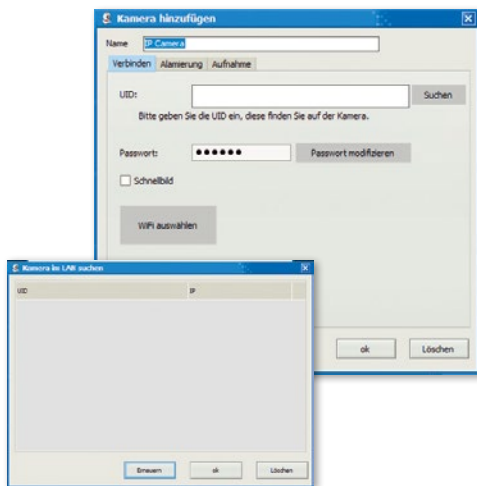 Kamera hinzufügen
Name IP Camera
Verbinden Alamierung Aufnahme
UID: Suchen
Bitte geben Sie die UID ein, diese finden Sie auf der Kamera.
Passwort: ●●●●●● Passwort modifizieren
Schnellbild
WiFi auswählen
ok Löschen
Kamera im LAN suchen
UID IP
Erneuern ok Löschen